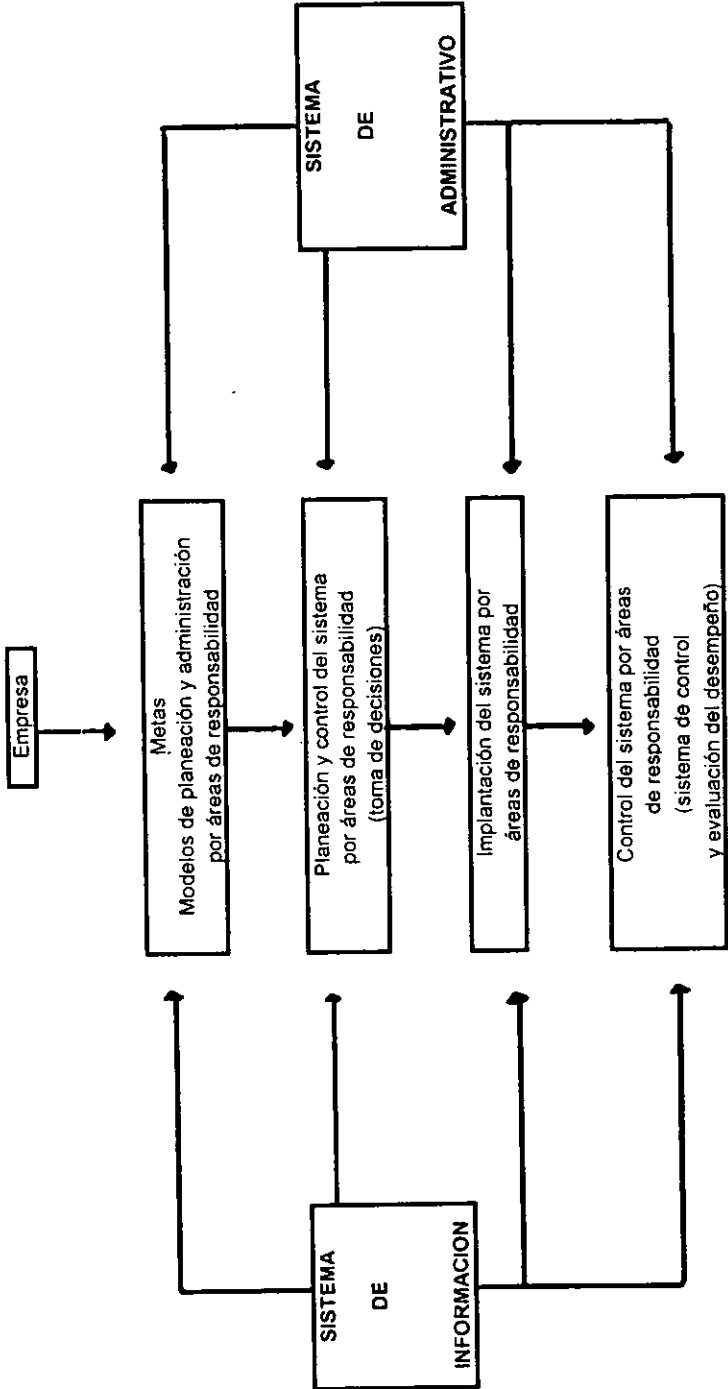 Empresa
Metas
Modelos de planeación y administración
por áreas de responsabilidad
Planeación y control del sistema
por áreas de responsabilidad
(toma de decisiones)
Implantación del sistema por
áreas de responsabilidad
Control del sistema por áreas
de responsabilidad
(sistema de control
y evaluación del desempeño)
SISTEMA
DE
INFORMACION
SISTEMA
DE
ADMINISTRATIVO